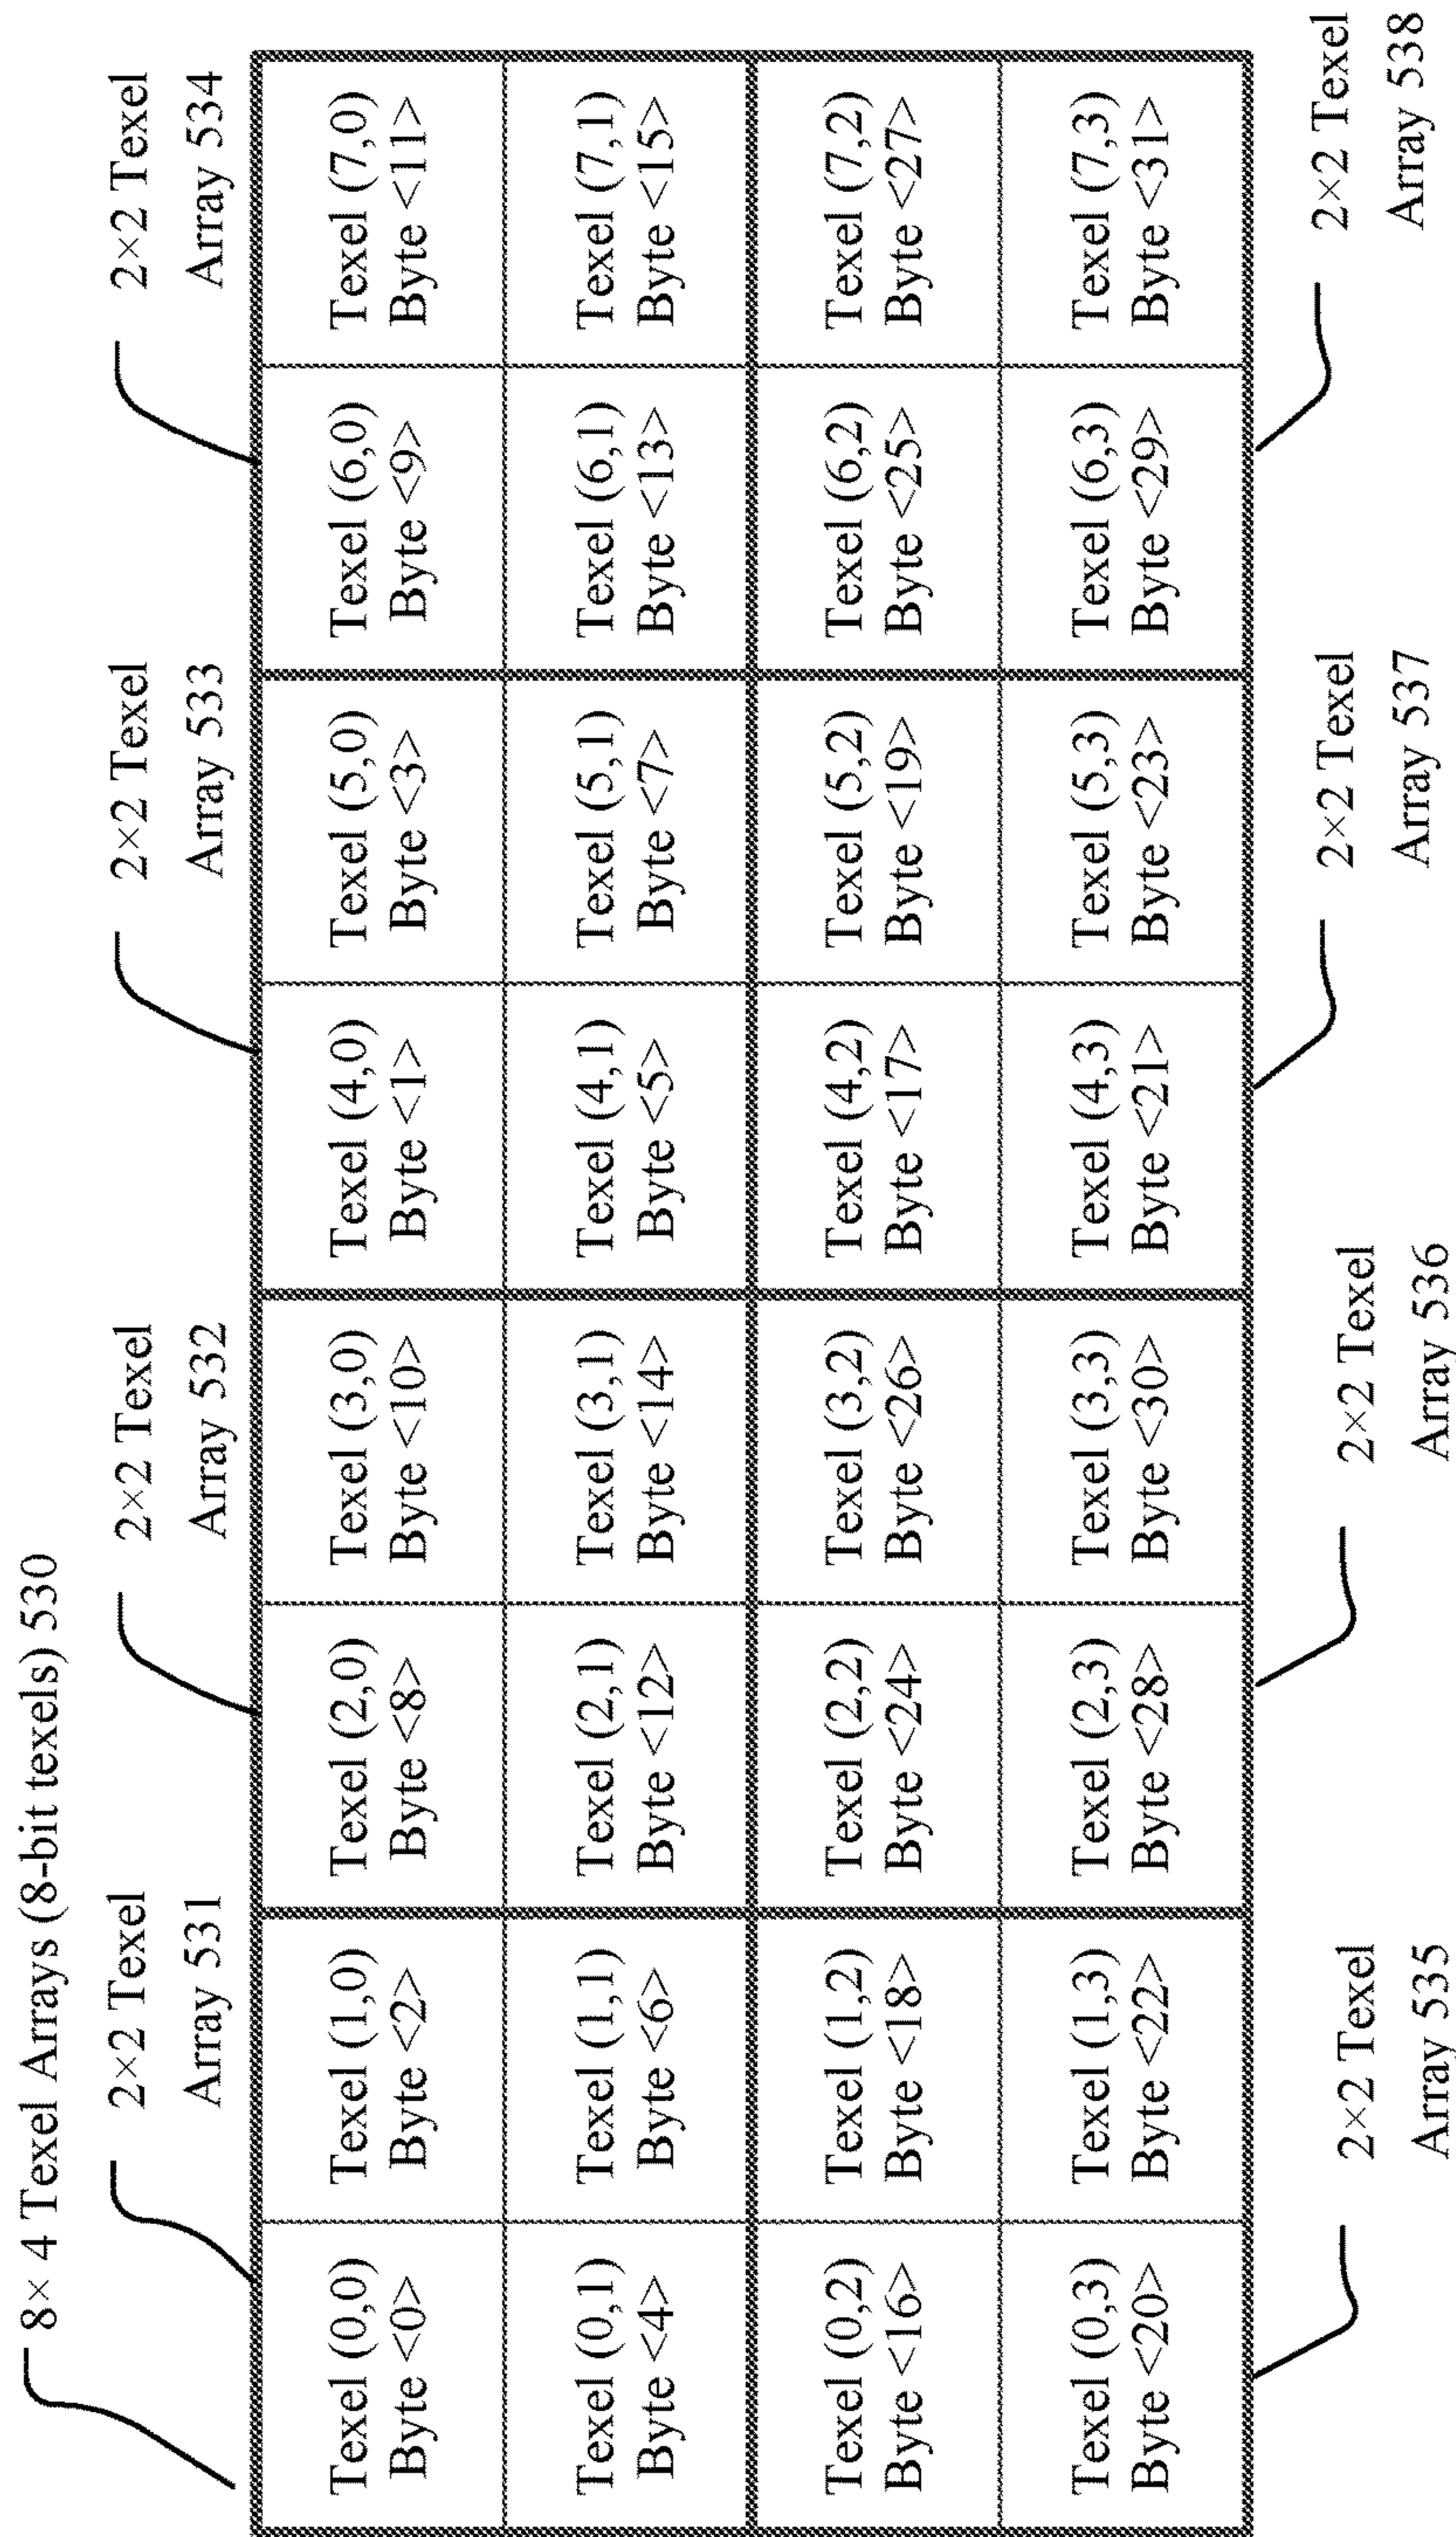 8× 4 Texel Arrays (8-bit texels) 530
2×2 Texel
Array 531
2×2 Texel
Array 532
2×2 Texel
Array 533
2×2 Texel
Array 534
Texel (0,0)
Byte <0>
Texel (1,0)
Byte <2>
Texel (2,0)
Byte <8>
Texel (3,0)
Byte <10>
Texel (4,0)
Byte <1>
Texel (5,0)
Byte <3>
Texel (6,0)
Byte <9>
Texel (7,0)
Byte <11>
Texel (0,1)
Byte <4>
Texel (1,1)
Byte <6>
Texel (2,1)
Byte <12>
Texel (3,1)
Byte <14>
Texel (4,1)
Byte <5>
Texel (5,1)
Byte <7>
Texel (6,1)
Byte <13>
Texel (7,1)
Byte <15>
Texel (0,2)
Byte <16>
Texel (1,2)
Byte <18>
Texel (2,2)
Byte <24>
Texel (3,2)
Byte <26>
Texel (4,2)
Byte <17>
Texel (5,2)
Byte <19>
Texel (6,2)
Byte <25>
Texel (7,2)
Byte <27>
Texel (0,3)
Byte <20>
Texel (1,3)
Byte <22>
Texel (2,3)
Byte <28>
Texel (3,3)
Byte <30>
Texel (4,3)
Byte <21>
Texel (5,3)
Byte <23>
Texel (6,3)
Byte <29>
Texel (7,3)
Byte <31>
2×2 Texel
Array 535
2×2 Texel
Array 536
2×2 Texel
Array 537
2×2 Texel
Array 538